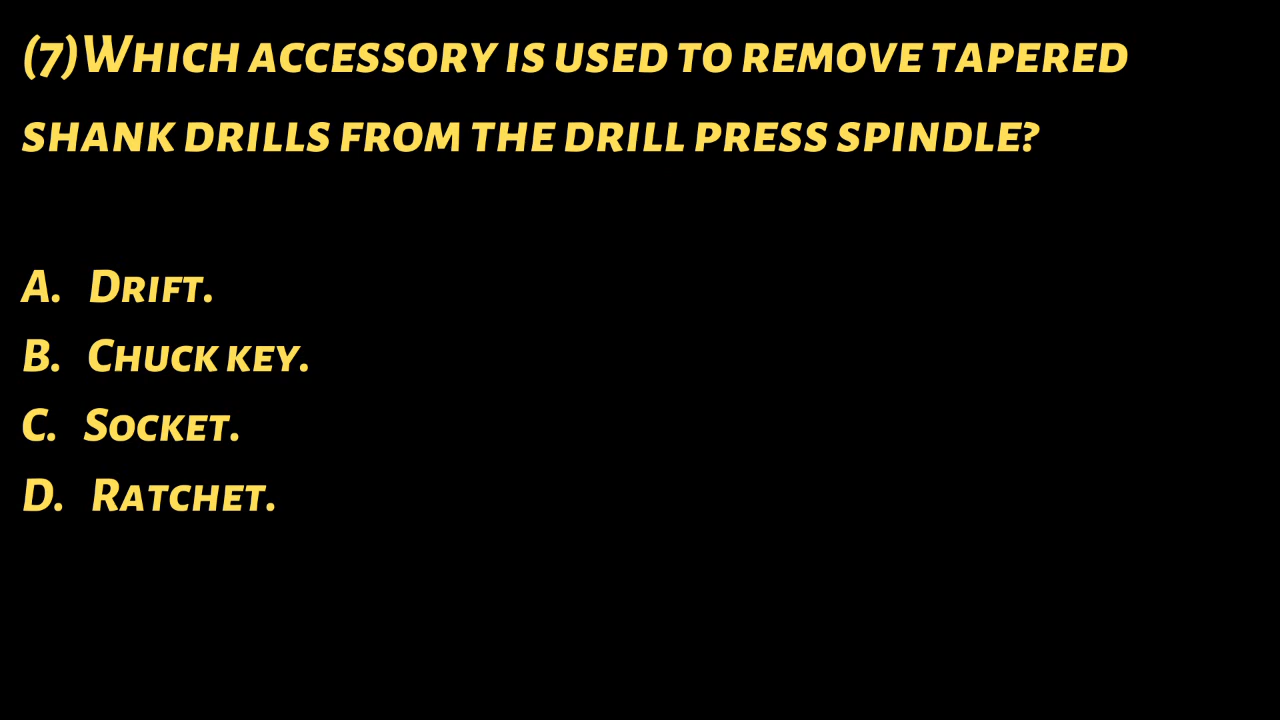 (7)Which accessory is used to remove tapered
shank drills from the drill press spindle?
A. Drift.
B. Chuck key.
C. Socket.
D. Ratchet.